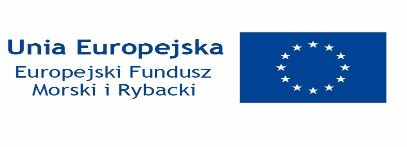 Unia Europejska
Europejski Fundusz
Morski i Rybacki